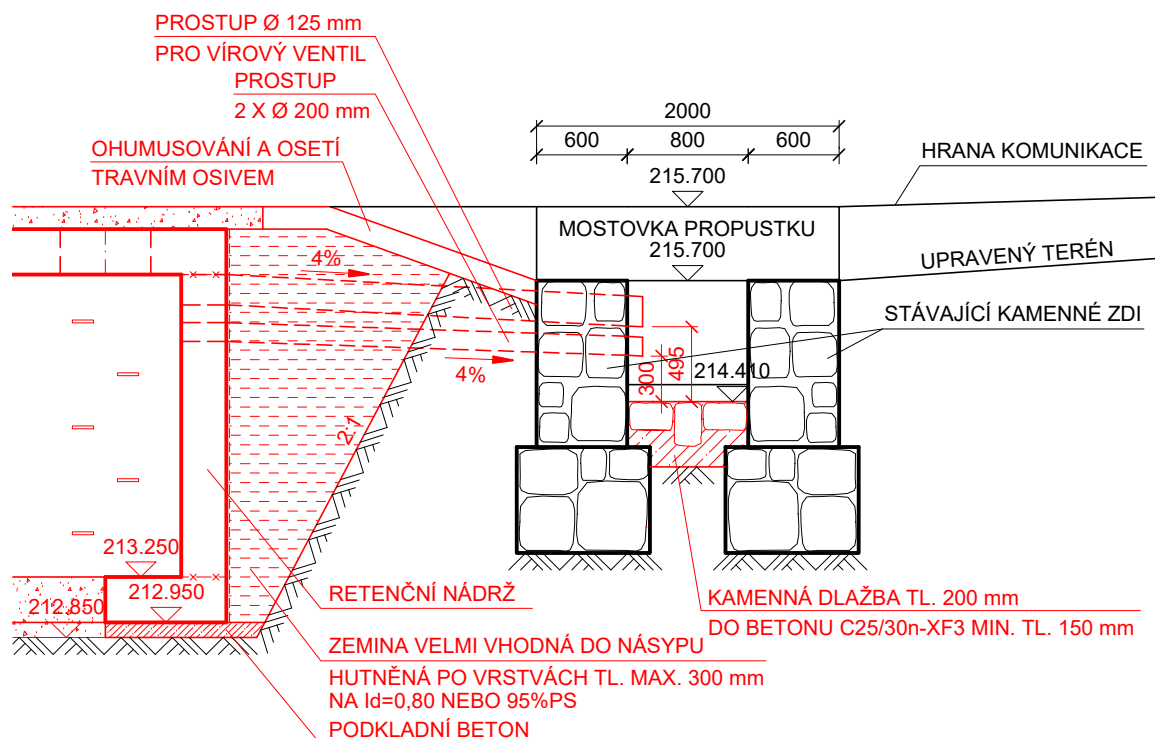 PROSTUP Ø 125 mm
PRO VÍROVÝ VENTIL
PROSTUP
2 X Ø 200 mm
OHUMUSOVÁNÍ A OSETÍ
TRAVNÍM OSIVEM
2000
600 800 600
215.700
HRANA KOMUNIKACE
MOSTOVKA PROPUSTKU
215.700
UPRAVENÝ TERÉN
4%
STÁVAJÍCÍ KAMENNÉ ZDI
4%
300
495
214.410
2:1
213.250
212.950
212.850
RETENČNÍ NÁDRŽ
KAMENNÁ DLAŽBA TL. 200 mm
DO BETONU C25/30n-XF3 MIN. TL. 150 mm
ZEMINA VELMI VHODNÁ DO NÁSYPU
HUTNĚNÁ PO VRSTVÁCH TL. MAX. 300 mm
NA Id=0,80 NEBO 95%PS
PODKLADNÍ BETON